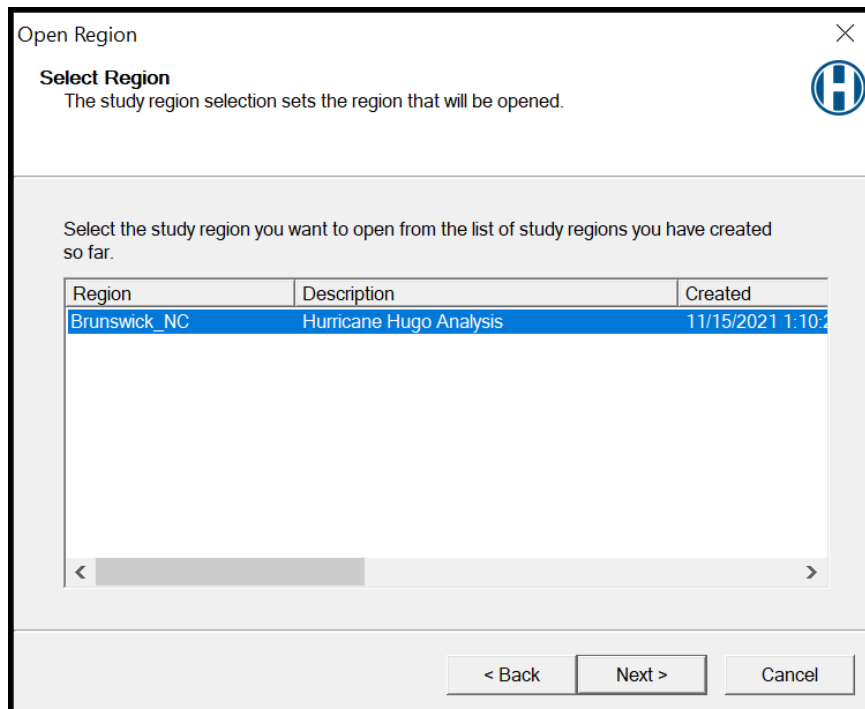 Open Region
Select Region
The study region selection sets the region that will be opened.
Select the study region you want to open from the list of study regions you have created
so far.
Region Description Created
Brunswick_NC Hurricane Hugo Analysis 11/15/2021 1:10:2
< Back Next > Cancel